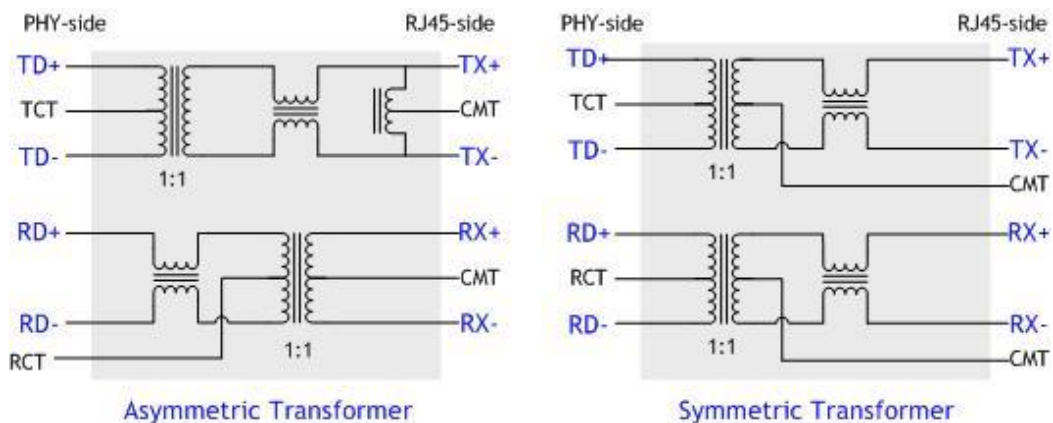 PHY-side
RJ45-side
TD+
TX+
TCT
CMT
TD-
TX-
1:1
RD+
RX+
CMT
RD-
RX-
RCT
1:1
Asymmetric Transformer
PHY-side
RJ45-side
TD+
TX+
TCT
TD-
TX-
1:1
CMT
RD+
RX+
RCT
RD-
RX-
1:1
CMT
Symmetric Transformer